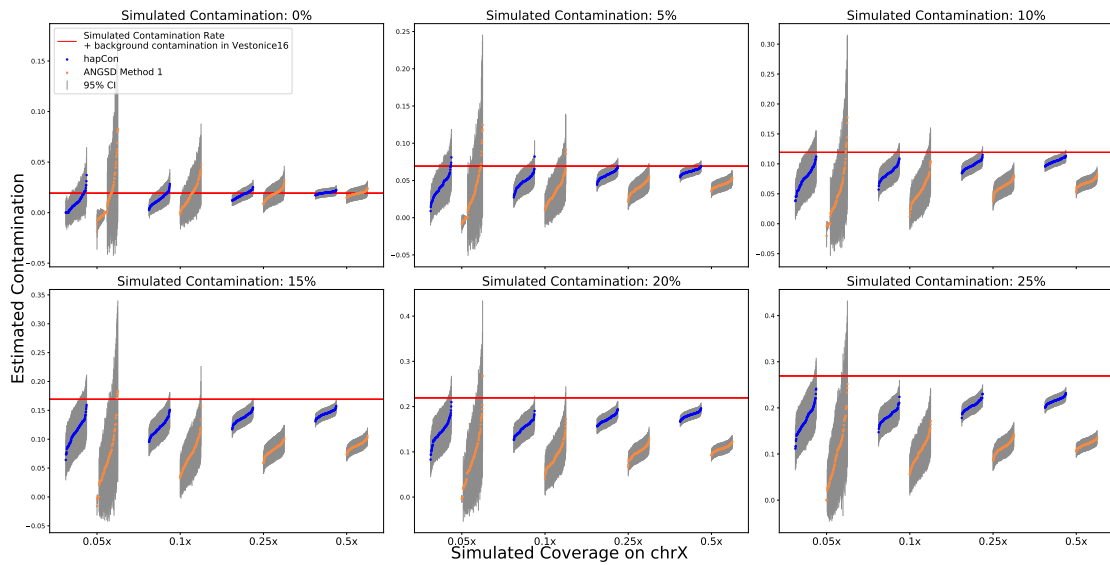 Simulated Contamination: 0%
Simulated Contamination: 5%
Simulated Contamination: 10%
Simulated Contamination Rate
+ background contamination in Vestonice16
hapCon
ANGSD Method 1
95% CI
0.15
0.10
0.05
0.00
−0.05
0.25
0.20
0.15
0.10
0.05
0.00
−0.05
0.30
0.25
0.20
0.15
0.10
0.05
0.00
−0.05
Estimated Contamination
Simulated Contamination: 15%
Simulated Contamination: 20%
Simulated Contamination: 25%
0.35
0.30
0.25
0.20
0.15
0.10
0.05
0.00
−0.05
0.4
0.3
0.2
0.1
0.0
0.4
0.3
0.2
0.1
0.0
0.05x 0.1x 0.25x 0.5x
0.05x 0.1x 0.25x 0.5x
0.05x 0.1x 0.25x 0.5x
Simulated Coverage on chrX